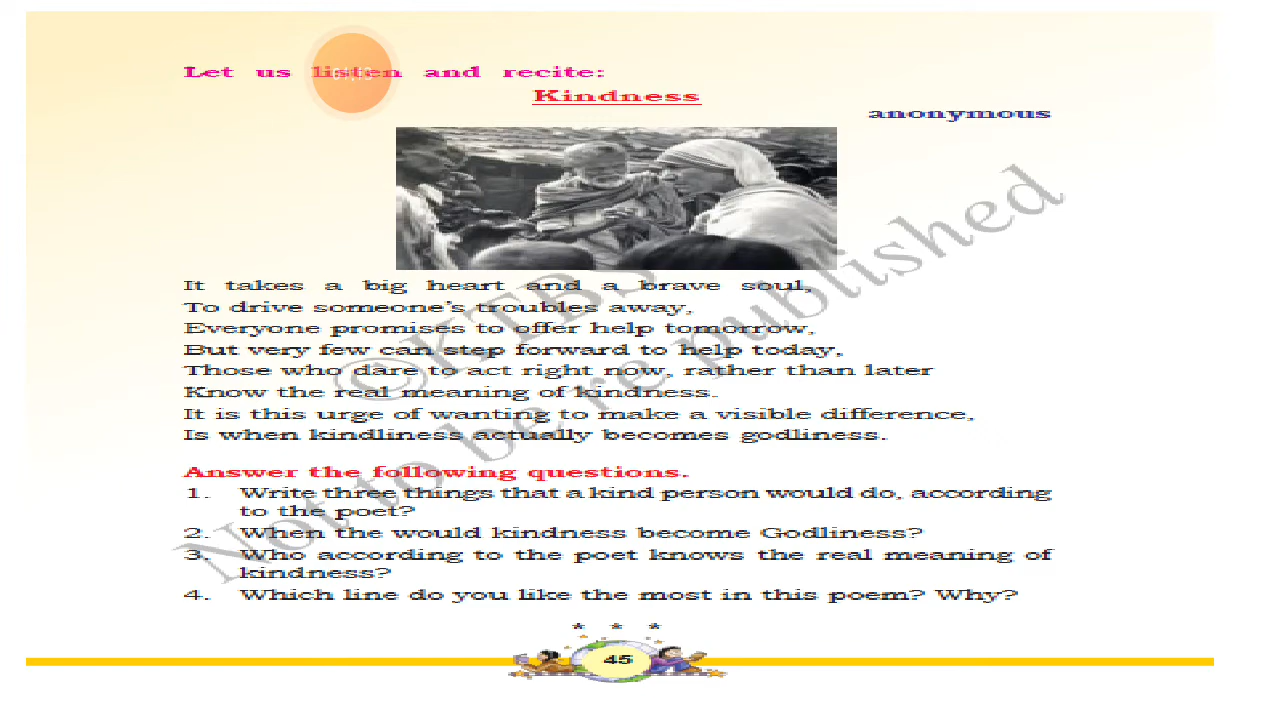 Let us listen and recite:
Kindness
anonymous
It takes a big heart and a brave soul,
To drive someone's troubles away,
Everyone promises to offer help tomorrow,
But very few can step forward to help today,
Those who dare to act right now, rather than later
Know the real meaning of kindness.
It is this urge of wanting to make a visible difference,
Is when kindliness actually becomes godliness.
©KTBS
Not to be re published
Answer the following questions.
1. Write three things that a kind person would do, according
to the poet?
2. When the would kindness become Godliness?
3. Who according to the poet knows the real meaning of
kindness?
4. Which line do you like the most in this poem? Why?
* * *
45